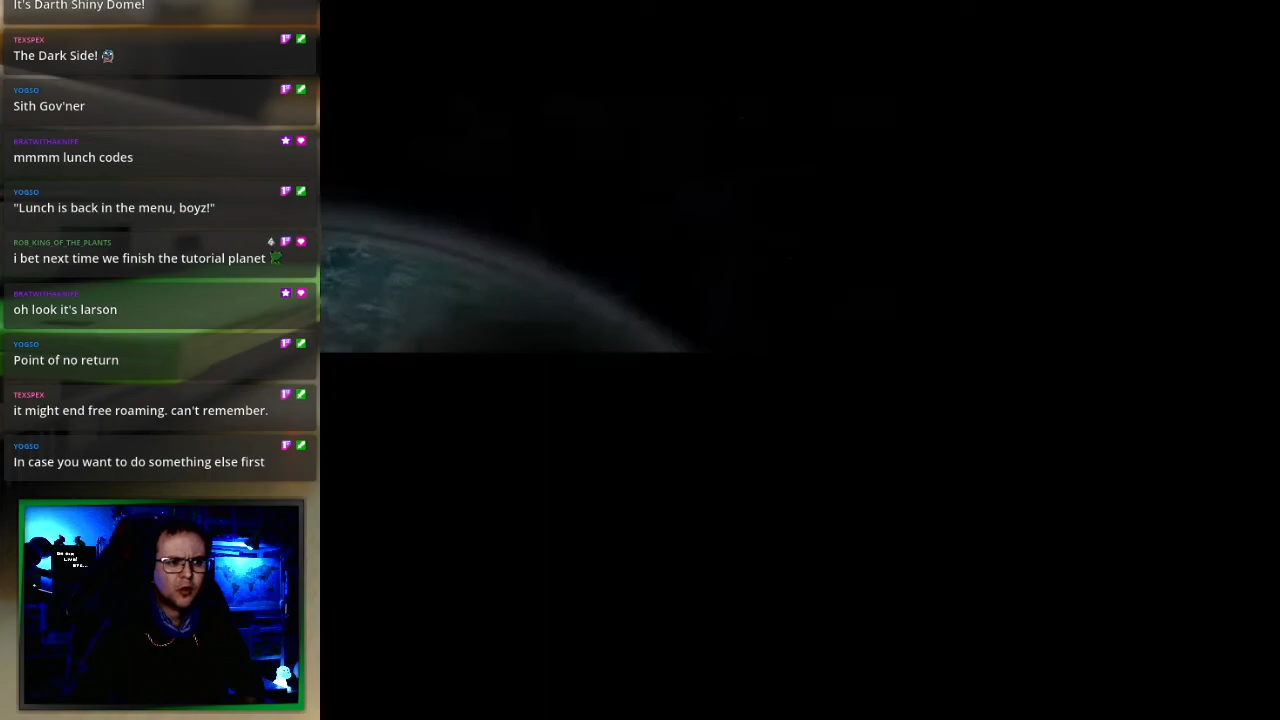 It's Darth Shiny Dome!
TEXSPEX
The Dark Side!
YOGSO
Sith Gov'ner
BRATWITHAKNIFE
mmmm lunch codes
YOGSO
"Lunch is back in the menu, boyz!"
ROB_KING_OF_THE_PLANTS
i bet next time we finish the tutorial planet
BRATWITHAKNIFE
oh look it's larson
YOGSO
Point of no return
TEXSPEX
it might end free roaming. can't remember.
YOGSO
In case you want to do something else first